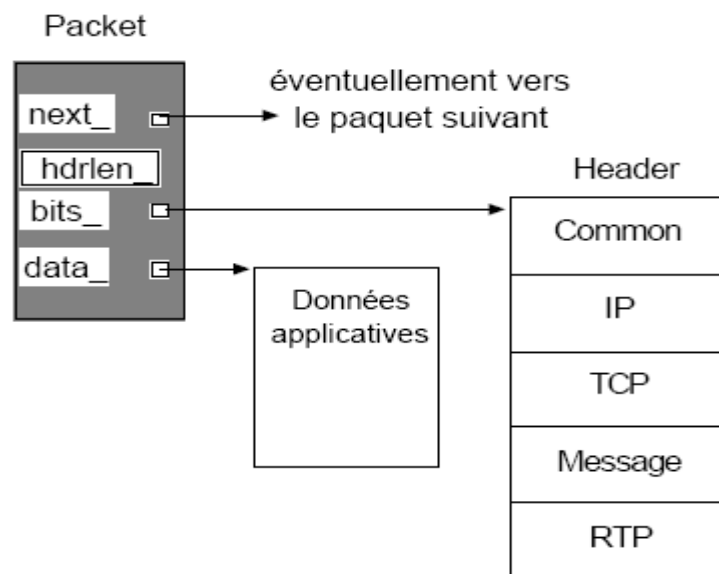 Packet
next_
éventuellement vers
le paquet suivant
hdrlen_
bits_
data_
Header
Common
IP
TCP
Message
RTP
Données
applicatives